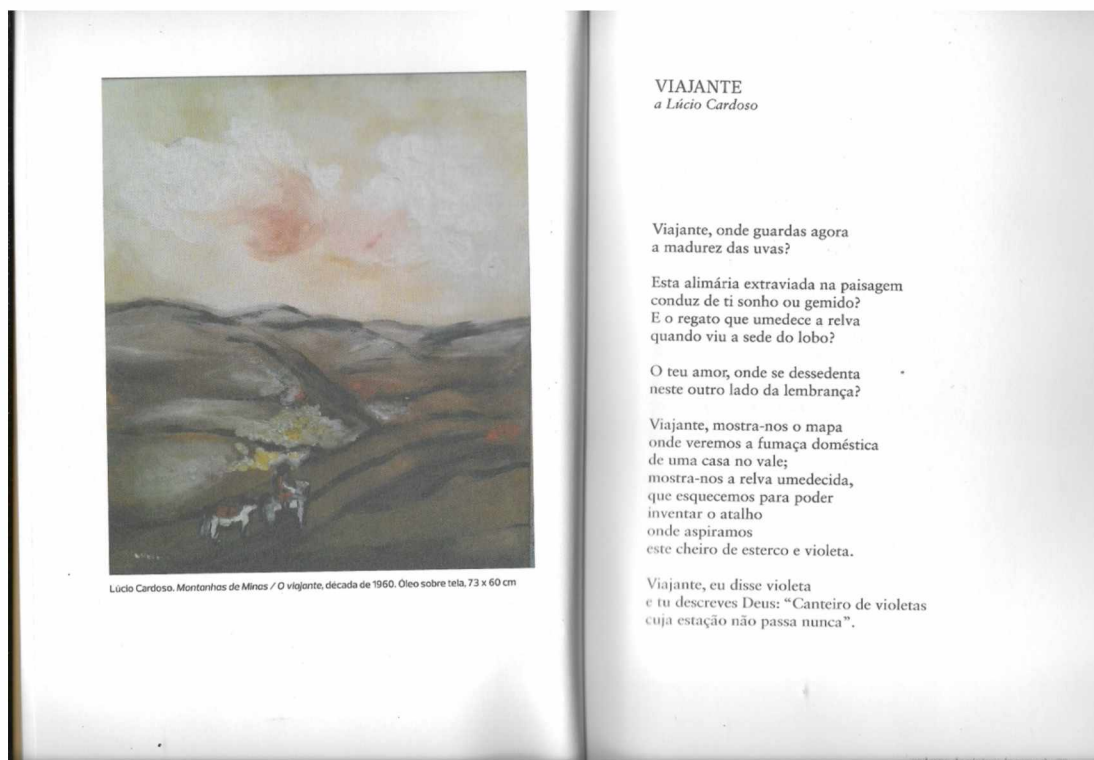 Lúcio Cardoso. Montanhas de Minas / O viajante, década de 1960. Óleo sobre tela, 73 x 60 cm
VIAJANTE
a Lúcio Cardoso
Viajante, onde guardas agora
a madurez das uvas?
Esta alimária extraviada na paisagem
conduz de ti sonho ou gemido?
E o regato que umedece a relva
quando viu a sede do lobo?
O teu amor, onde se dessedenta
neste outro lado da lembrança?
Viajante, mostra-nos o mapa
onde veremos a fumaça doméstica
de uma casa no vale;
mostra-nos a relva umedecida,
que esquecemos para poder
inventar o atalho
onde aspiramos
este cheiro de esterco e violeta.
Viajante, eu disse violeta
e tu descreves Deus: “Canteiro de violetas
cuja estação não passa nunca”.